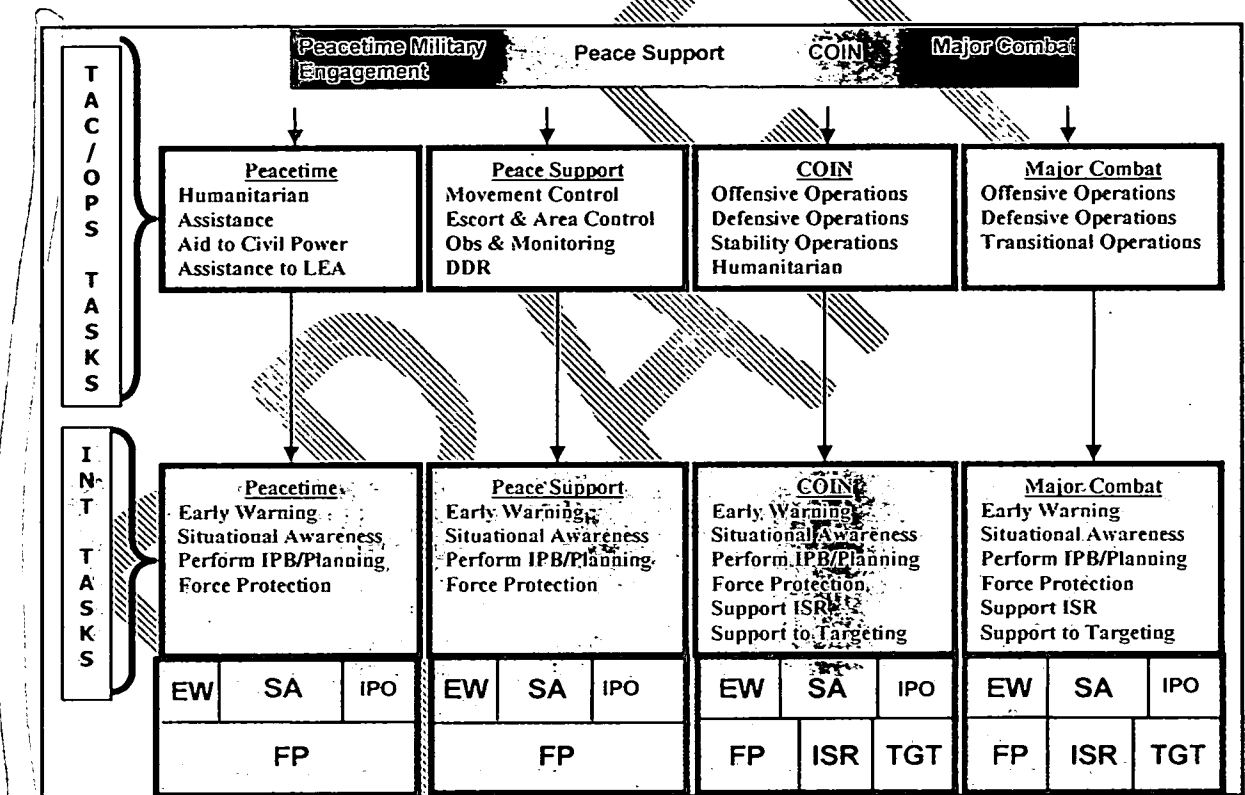 Peacetime Military
Engagement
Peace Support
COIN
Major Combat
TAC/OPS TASKS
Peacetime
Humanitarian
Assistance
Aid to Civil Power
Assistance to LEA
Peace Support
Movement Control
Escort & Area Control
Obs & Monitoring
DDR
COIN
Offensive Operations
Defensive Operations
Stability Operations
Humanitarian
Major Combat
Offensive Operations
Defensive Operations
Transitional Operations
INT TASKS
Peacetime
Early Warning
Situational Awareness
Perform IPB/Planning
Force Protection
Peace Support
Early Warning
Situational Awareness
Perform IPB/Planning
Force Protection
COIN
Early Warning
Situational Awareness
Perform IPB/Planning
Force Protection
Support ISR
Support to Targeting
Major Combat
Early Warning
Situational Awareness
Perform IPB/Planning
Force Protection
Support ISR
Support to Targeting
EW SA IPO
FP
EW SA IPO
FP
EW SA IPO
FP ISR TGT
EW SA IPO
FP ISR TGT